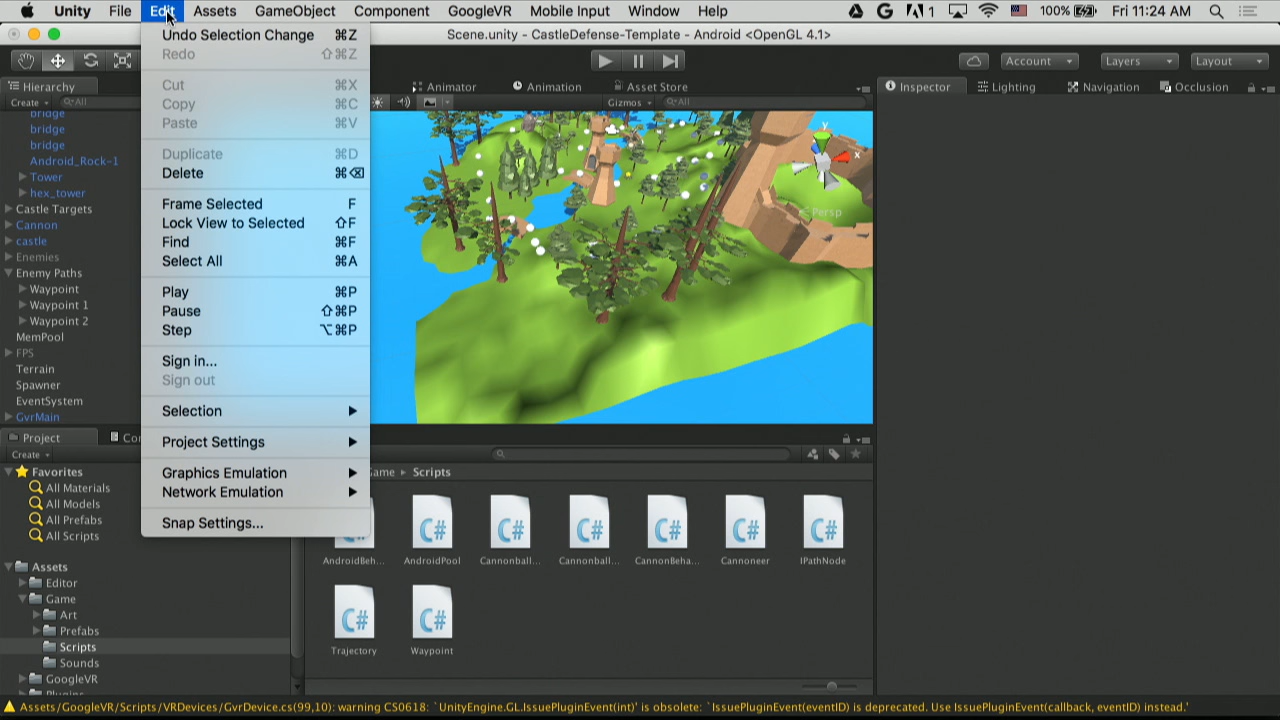 Unity File Edit Assets GameObject Component GoogleVR Mobile Input Window Help 1 100% Fri 11:24 AM
Scene.unity - CastleDefense-Template - Android <OpenGL 4.1>
Account Layers Layout
Hierarchy
Create All
bridge
bridge
bridge
Android_Rock-1
Tower
hex_tower
Castle Targets
Cannon
castle
Enemies
Enemy Paths
Waypoint
Waypoint 1
Waypoint 2
MemPool
FPS
Terrain
Spawner
EventSystem
GvrMain
Undo Selection Change ⌘Z
Redo ⇧⌘Z
Cut ⌘X
Copy ⌘C
Paste ⌘V
Duplicate ⌘D
Delete ⌘⌫
Frame Selected F
Lock View to Selected ⇧F
Find ⌘F
Select All ⌘A
Play ⌘P
Pause ⇧⌘P
Step ⌥⌘P
Sign in...
Sign out
Selection
Project Settings
Graphics Emulation
Network Emulation
Snap Settings...
Animator Animation Asset Store
Gizmos All
y
x
Persp
Inspector Lighting Navigation Occlusion
Project Con
Create
Favorites
All Materials
All Models
All Prefabs
All Scripts
Assets
Editor
Game
Art
Prefabs
Scripts
Sounds
GoogleVR
Plugins
Game Scripts
AndroidBeh... AndroidPool Cannonball... Cannonball... CannonBeha... Cannoneer IPathNode
Trajectory Waypoint
Assets/GoogleVR/Scripts/VRDevices/GvrDevice.cs(99,10): warning CS0618: `UnityEngine.GL.IssuePluginEvent(int)' is obsolete: `IssuePluginEvent(eventID) is deprecated. Use IssuePluginEvent(callback, eventID) instead.'